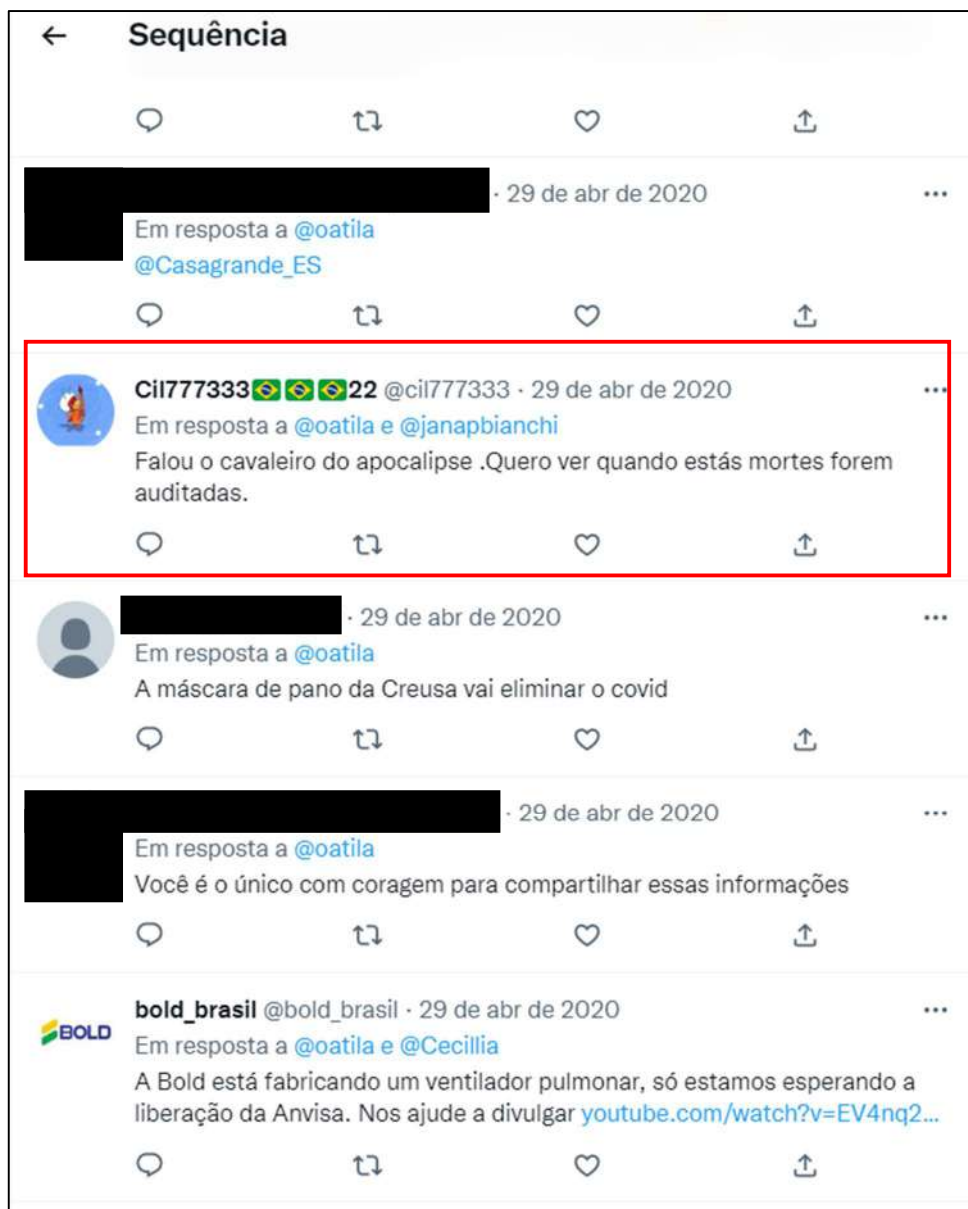 Sequência
· 29 de abr de 2020
Em resposta a @oatila
@Casagrande_ES
Cil777333🇧🇷🇧🇷🇧🇷22 @cil777333 · 29 de abr de 2020
Em resposta a @oatila e @janapbianchi
Falou o cavaleiro do apocalipse .Quero ver quando estás mortes forem
auditadas.
· 29 de abr de 2020
Em resposta a @oatila
A máscara de pano da Creusa vai eliminar o covid
· 29 de abr de 2020
Em resposta a @oatila
Você é o único com coragem para compartilhar essas informações
bold_brasil @bold_brasil · 29 de abr de 2020
BOLD
Em resposta a @oatila e @Cecillia
A Bold está fabricando um ventilador pulmonar, só estamos esperando a
liberação da Anvisa. Nos ajude a divulgar youtube.com/watch?v=EV4nq2...